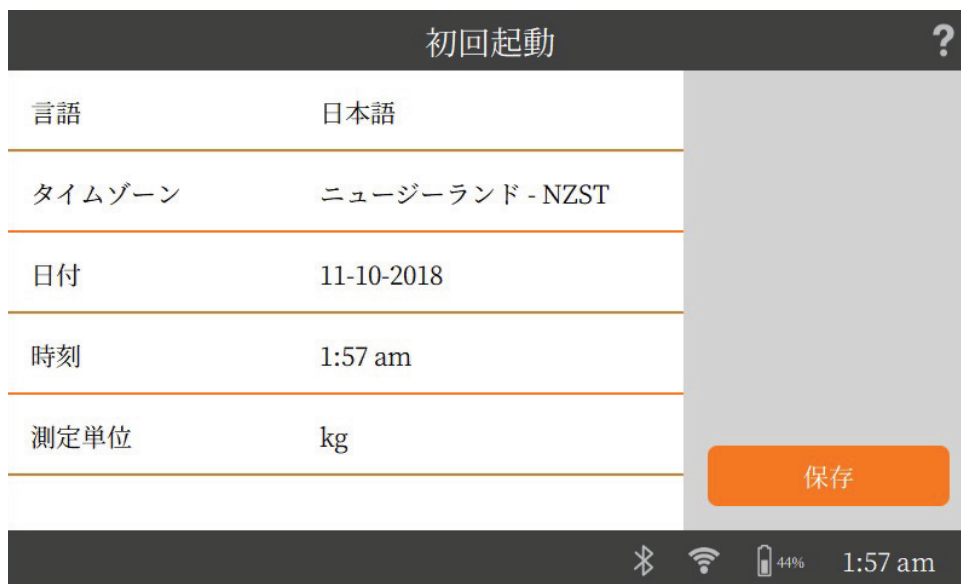 初回起動
?
言語 日本語
タイムゾーン ニュージーランド - NZST
日付 11-10-2018
時刻 1:57 am
測定単位 kg
保存
44% 1:57 am